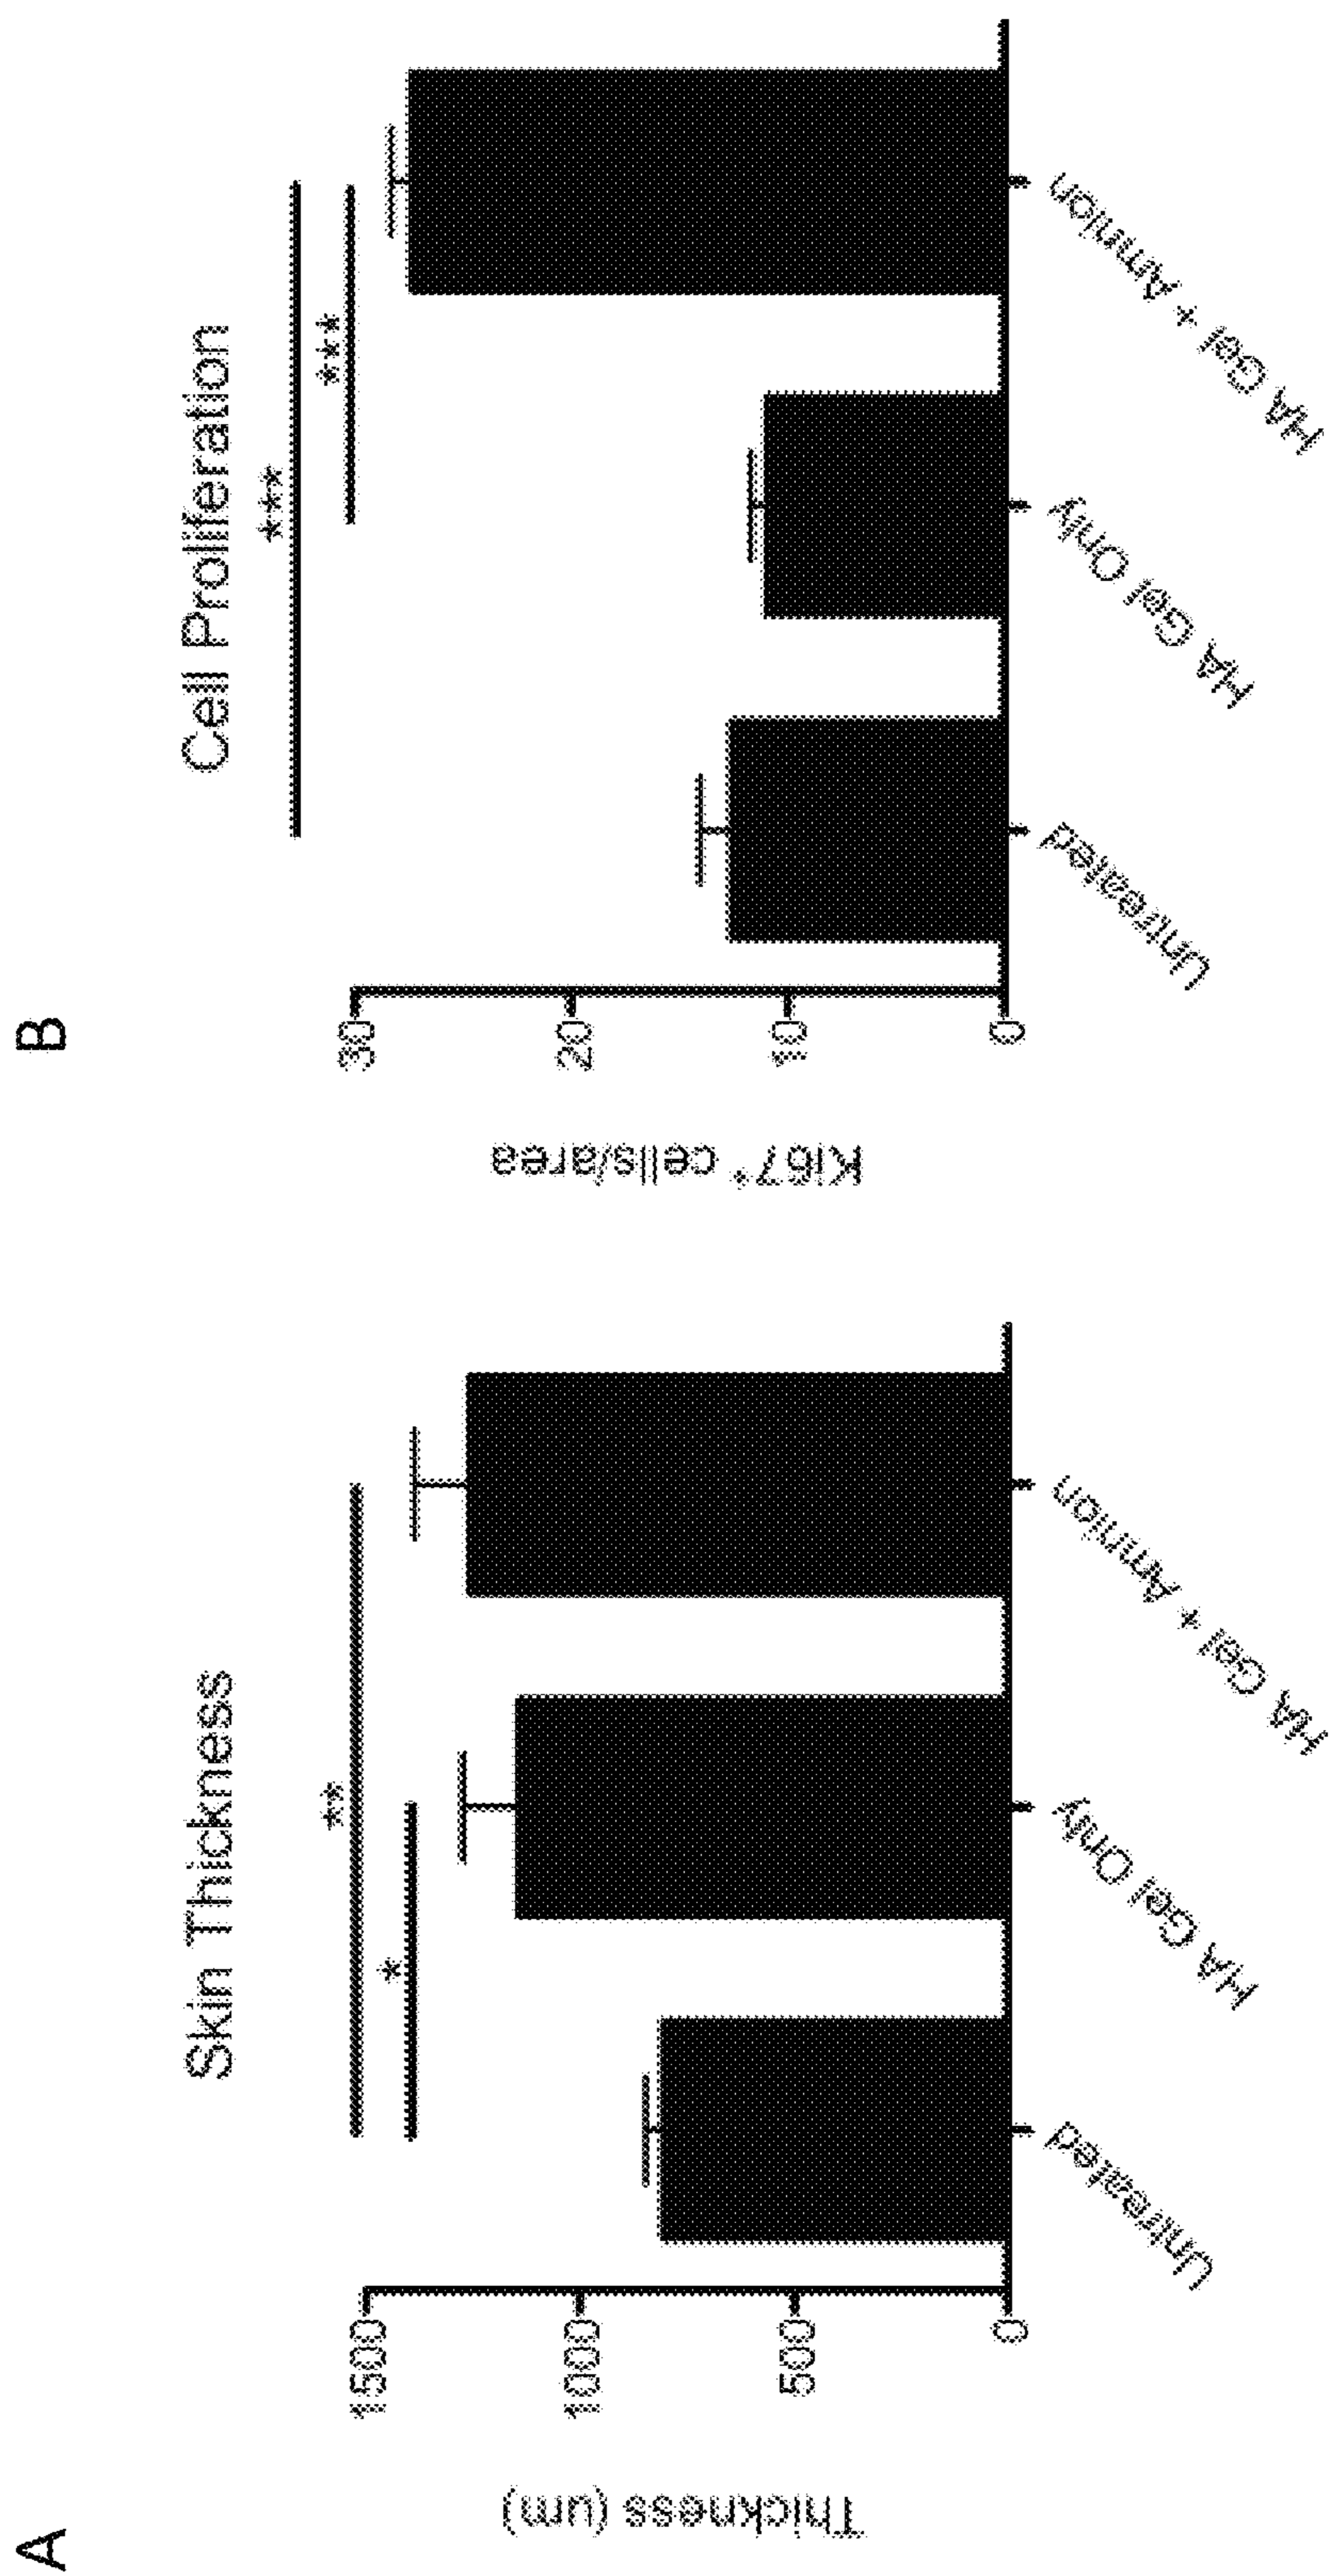 A
Skin Thickness
**
*
Thickness (um)
1500
1000
500
0
Untreated
HA Gel Only
HA Gel + Amnion
B
Cell Proliferation
***
***
Ki67+ cells/area
30
20
10
0
Untreated
HA Gel Only
HA Gel + Amnion